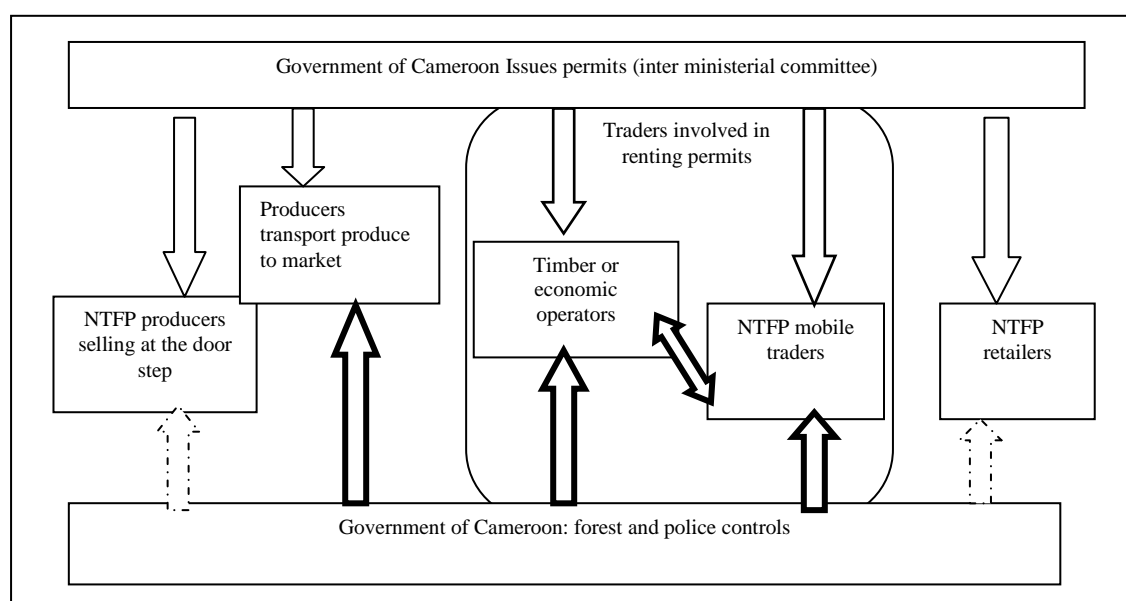 Government of Cameroon Issues permits (inter ministerial committee)
Traders involved in
renting permits
Producers
transport produce
to market
Timber or
economic
operators
NTFP producers
selling at the door
step
NTFP mobile
traders
NTFP
retailers
Government of Cameroon: forest and police controls